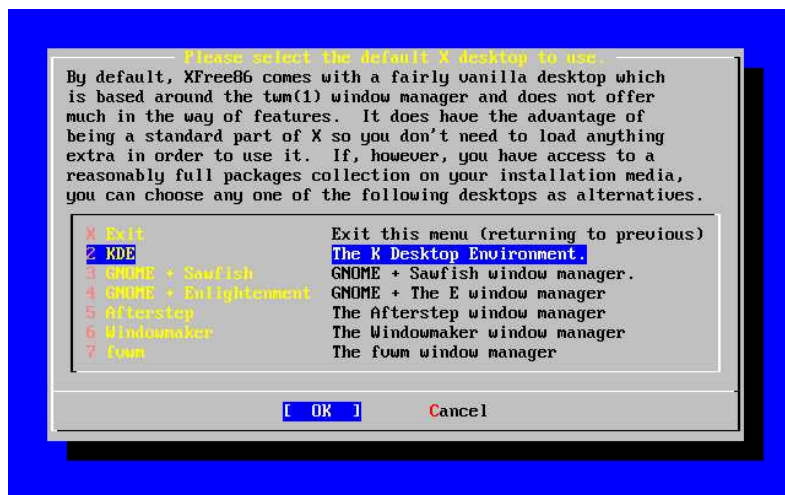 Please select the default X desktop to use.
By default, XFree86 comes with a fairly vanilla desktop which
is based around the twm(1) window manager and does not offer
much in the way of features.  It does have the advantage of
being a standard part of X so you don't need to load anything
extra in order to use it.  If, however, you have access to a
reasonably full packages collection on your installation media,
you can choose any one of the following desktops as alternatives.
X Exit Exit this menu (returning to previous)
2 KDE The K Desktop Environment.
3 GNOME + Sawfish GNOME + Sawfish window manager.
4 GNOME + Enlightenment GNOME + The E window manager
5 Afterstep The Afterstep window manager
6 Windowmaker The Windowmaker window manager
7 fvwm The fvwm window manager
[ OK ] Cancel